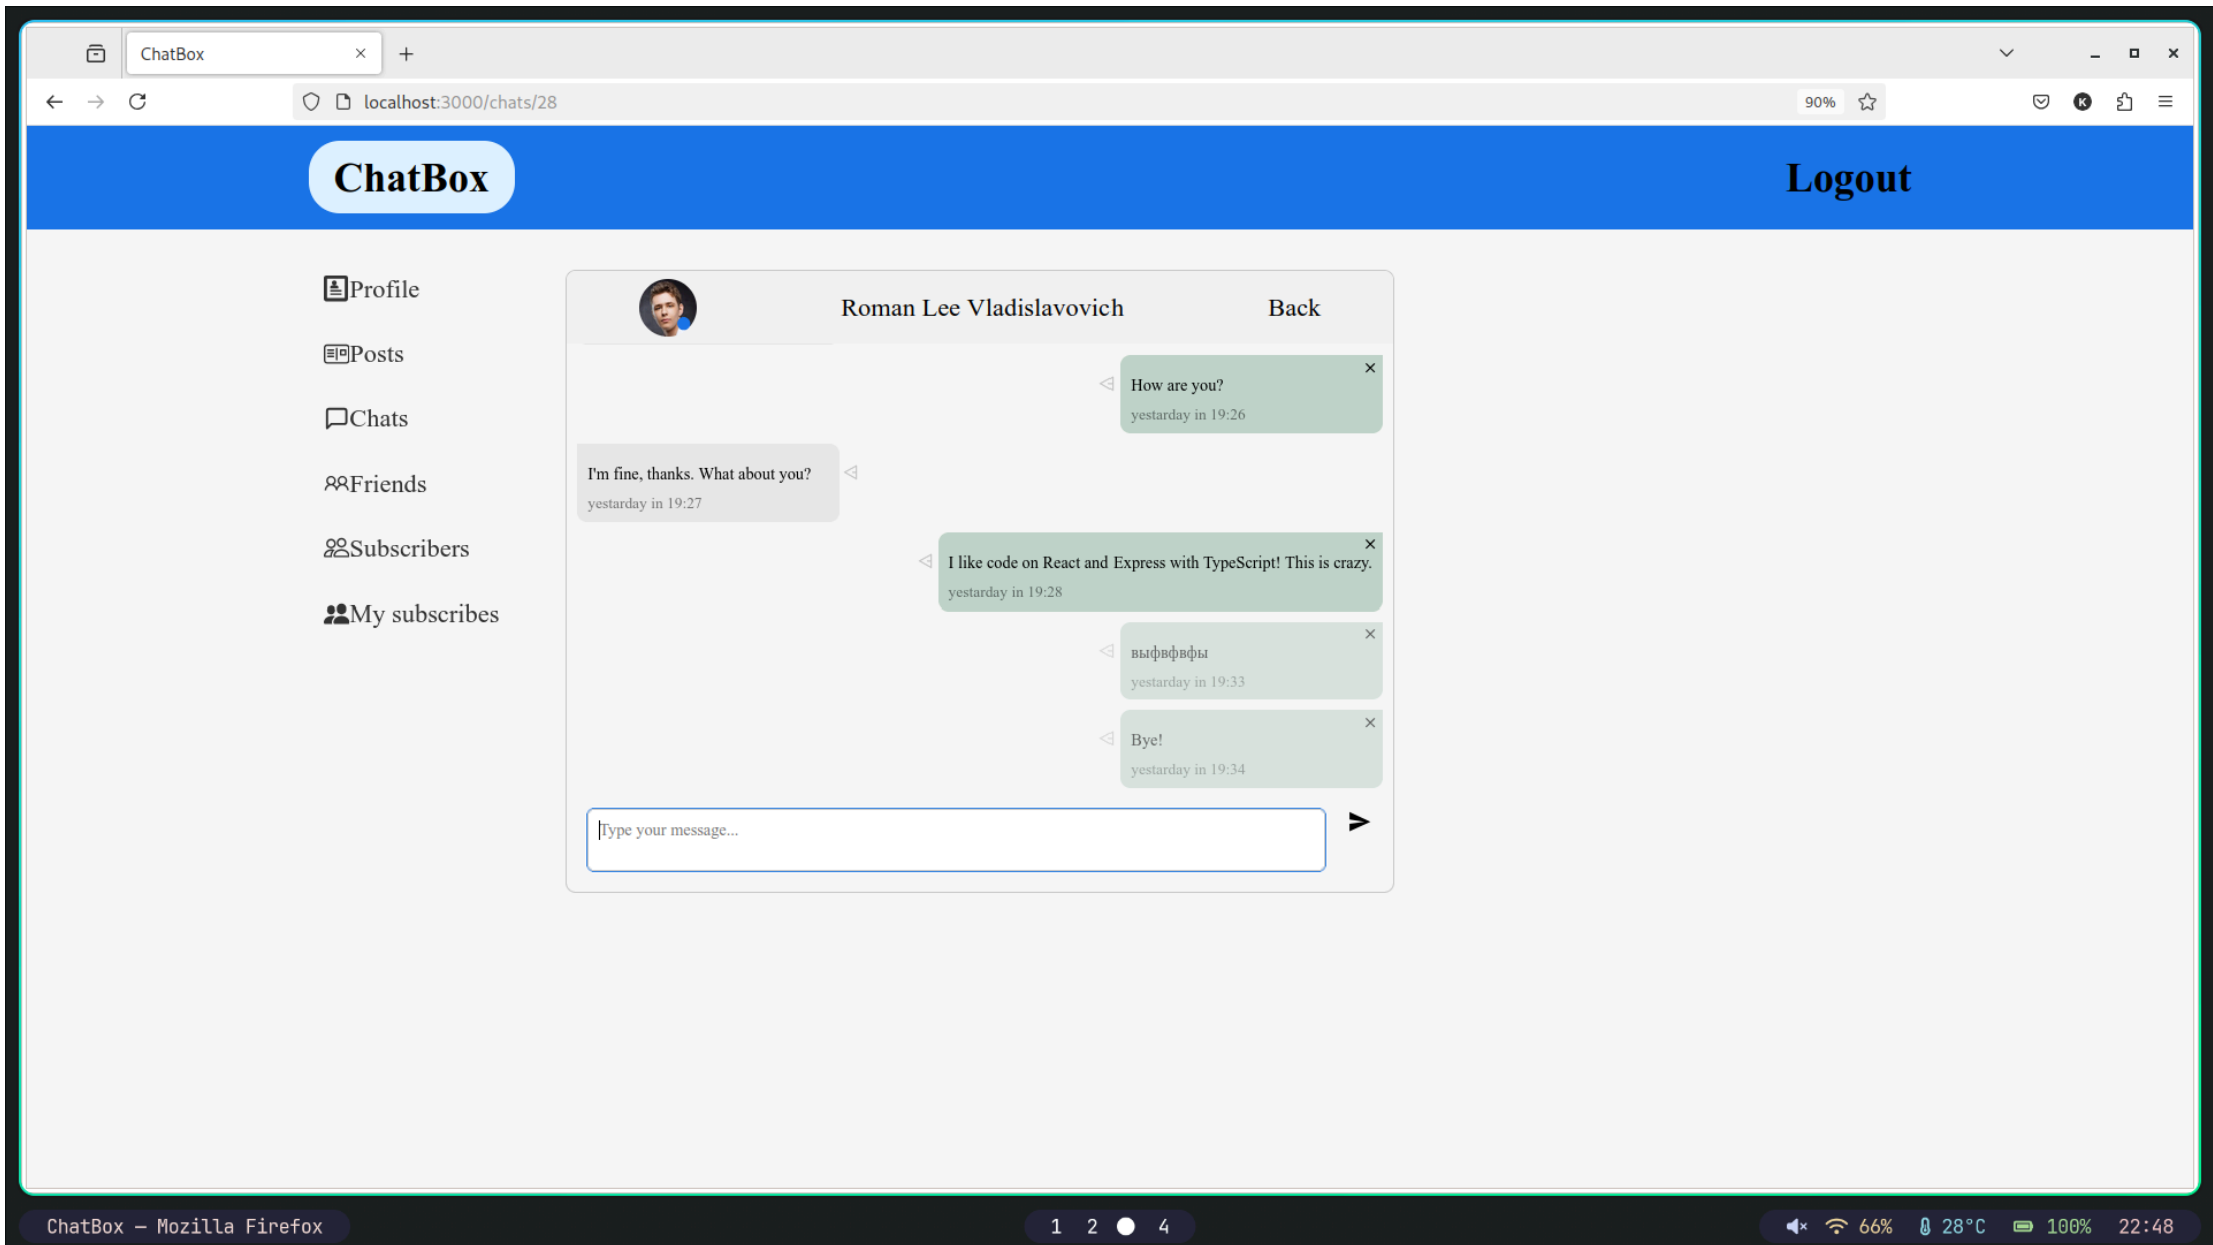 ChatBox
localhost:3000/chats/28
90%
K
ChatBox
Logout
Profile
Posts
Chats
Friends
Subscribers
My subscribes
Roman Lee Vladislavovich
Back
How are you?
yestarday in 19:26
I'm fine, thanks. What about you?
yestarday in 19:27
I like code on React and Express with TypeScript! This is crazy.
yestarday in 19:28
выфвфвфы
yestarday in 19:33
Bye!
yestarday in 19:34
Type your message...
ChatBox — Mozilla Firefox
1 2 4
66% 28°C 100% 22:48